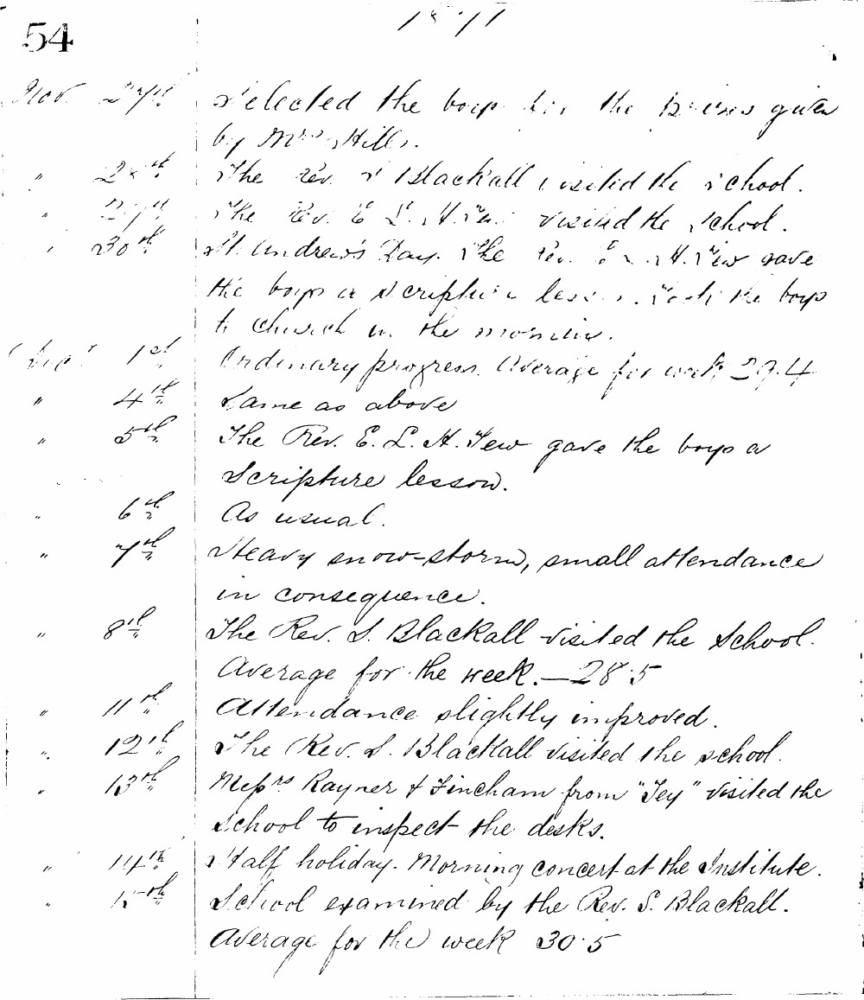 54
1871
Nov. 27th Selected the boys for the Prizes given
by Mrs Hills.
" 28th The Rev. S Blackall visited the School.
" 29th The Rev. E L. H. Tew visited the School.
" 30th St. Andrew's Day. The Rev. E L. H. Tew gave
the boys a Scripture lesson. Took the boys
to Church in the morning.
1st Ordinary progress. Average for week 29.4
" 4th Same as above
" 5th The Rev. E. L. H. Tew gave the boys a
Scripture lesson.
" 6th As usual.
" 7th Heavy snow-storm, small attendance
in consequence.
" 8th The Rev. S. Blackall visited the School.
Average for the week.—28.5
" 11th Attendance slightly improved.
" 12th The Rev. S. Blackall visited the school.
" 13th Messrs Rayner & Fincham from "Tey" visited the
School to inspect the desks.
" 14th Half holiday. Morning concert at the Institute.
" 15th School examined by the Rev. S. Blackall.
Average for the week 30.5